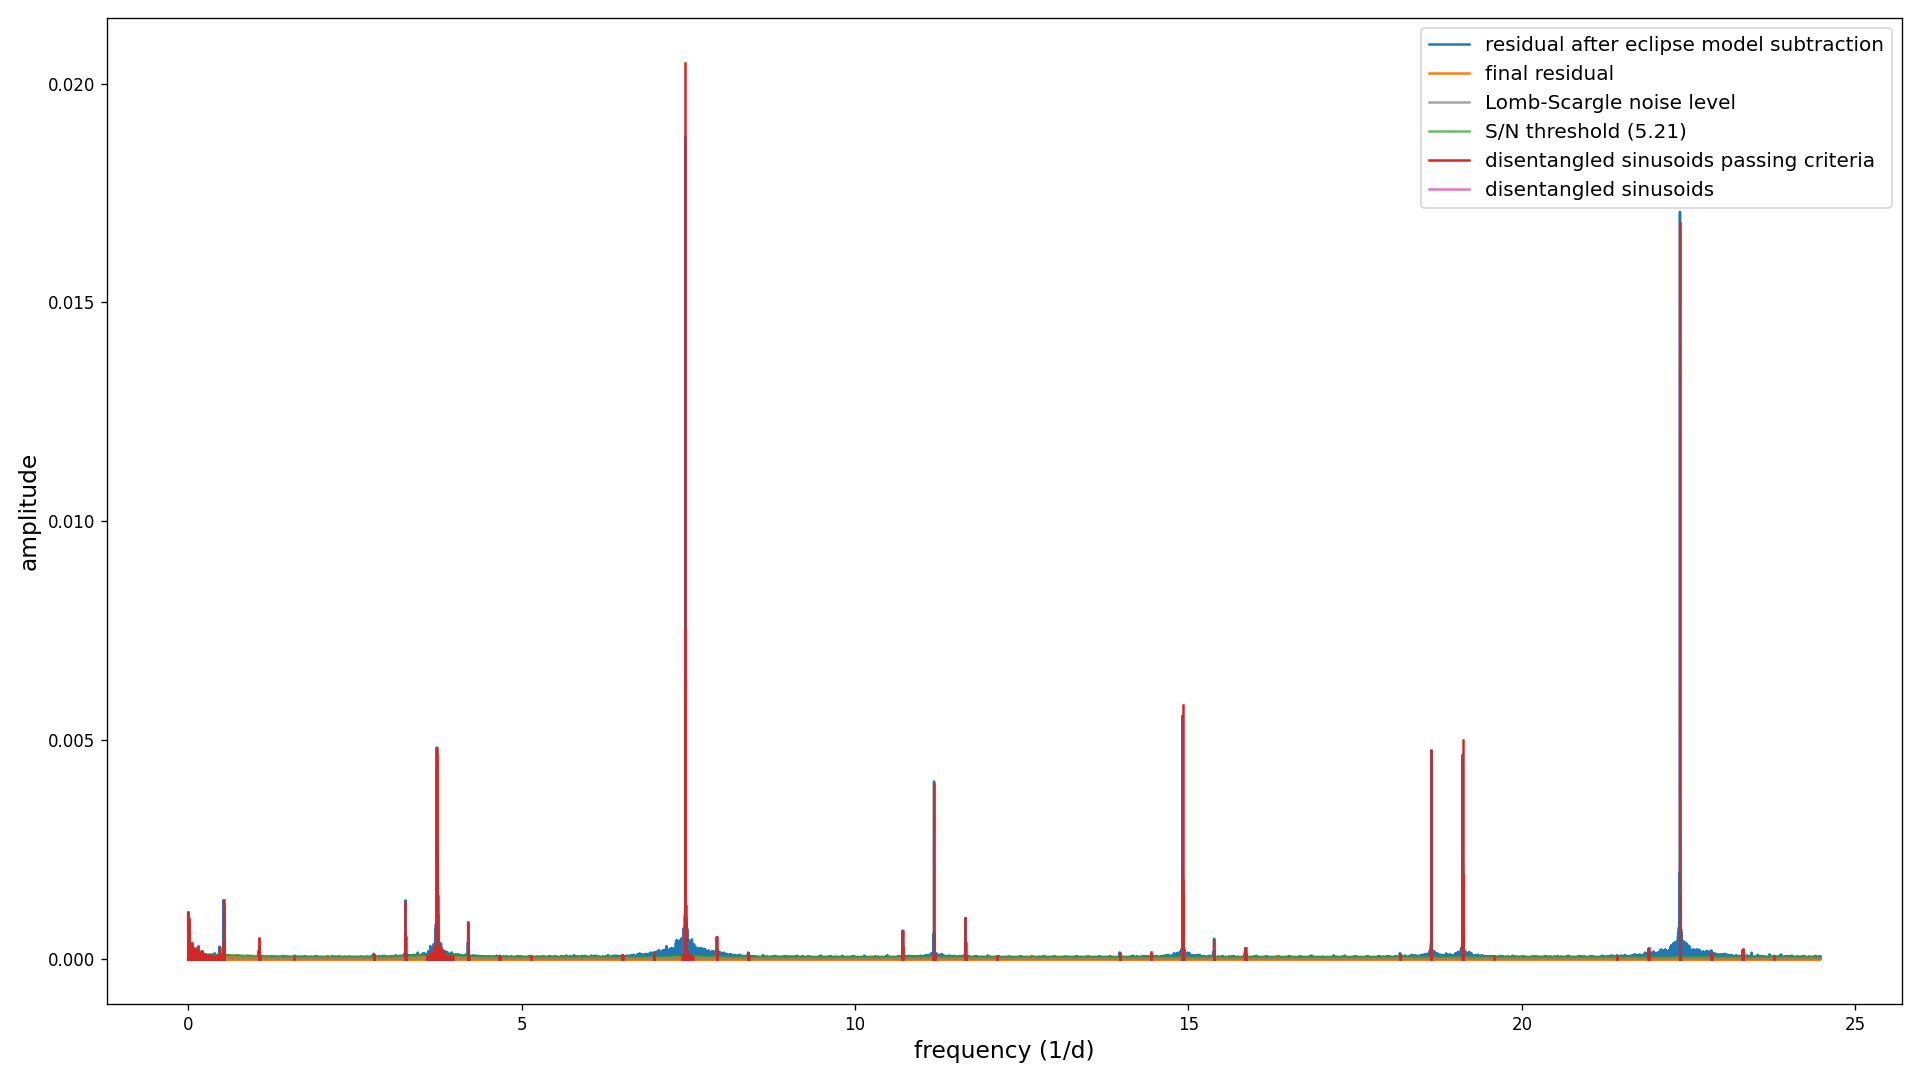 residual after eclipse model subtraction
final residual
Lomb-Scargle noise level
S/N threshold (5.21)
disentangled sinusoids passing criteria
disentangled sinusoids
0.020
0.015
0.010
0.005
0.000
amplitude
0 5 10 15 20 25
frequency (1/d)